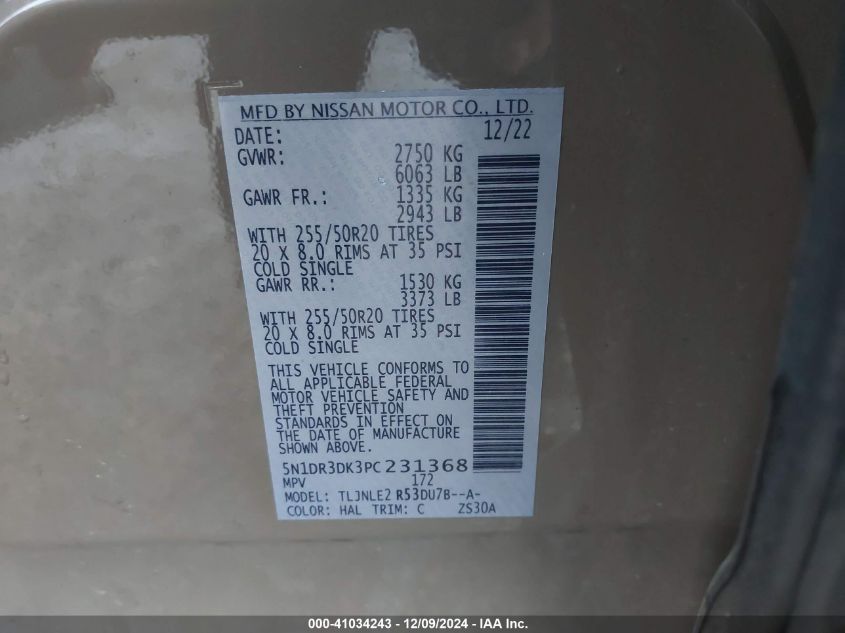 MFD BY NISSAN MOTOR CO., LTD.
DATE: 12/22
GVWR: 2750 KG
6063 LB
GAWR FR.: 1335 KG
2943 LB
WITH 255/50R20 TIRES
20 X 8.0 RIMS AT 35 PSI
COLD SINGLE
GAWR RR.: 1530 KG
3373 LB
WITH 255/50R20 TIRES
20 X 8.0 RIMS AT 35 PSI
COLD SINGLE
THIS VEHICLE CONFORMS TO
ALL APPLICABLE FEDERAL
MOTOR VEHICLE SAFETY AND
THEFT PREVENTION
STANDARDS IN EFFECT ON
THE DATE OF MANUFACTURE
SHOWN ABOVE.
5N1DR3DK3PC231368
MPV 172
MODEL: TLJNLE2 R53DU7B--A-
COLOR: HAL TRIM: C ZS30A
000-41034243 - 12/09/2024 - IAA Inc.